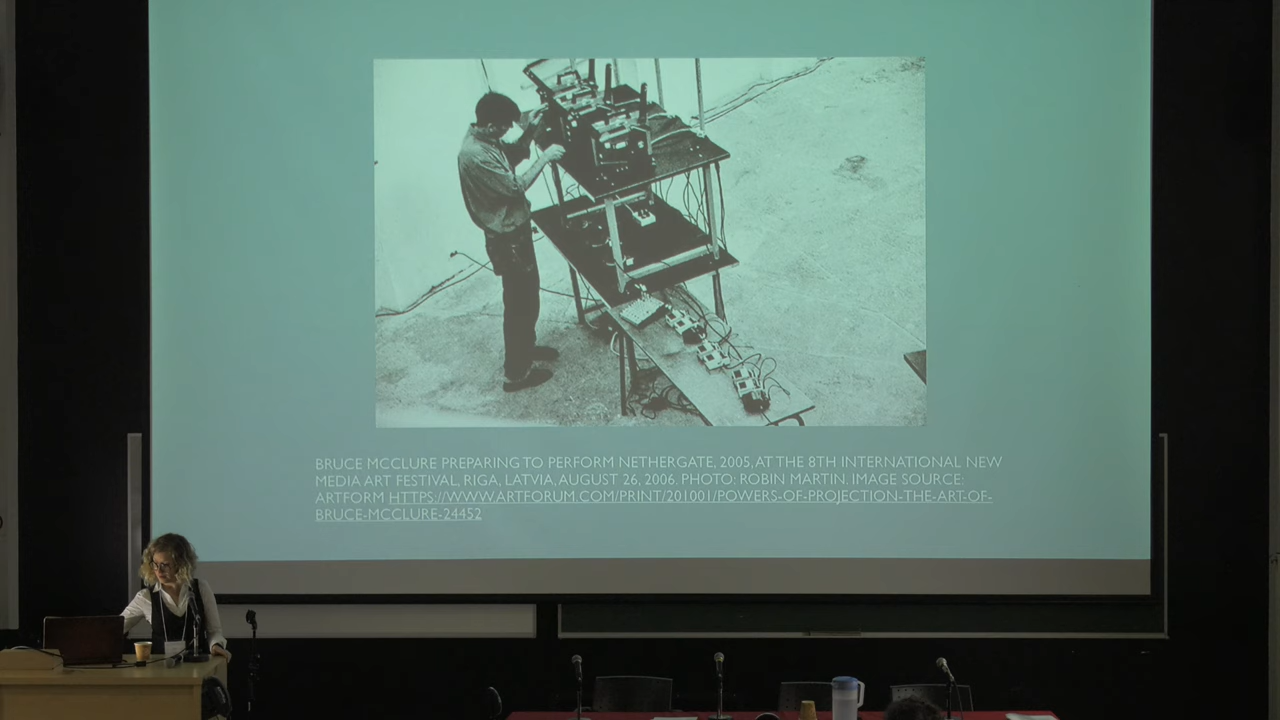 BRUCE MCCLURE PREPARING TO PERFORM NETHERGATE, 2005, AT THE 8TH INTERNATIONAL NEW
MEDIA ART FESTIVAL, RIGA, LATVIA, AUGUST 26, 2006. PHOTO: ROBIN MARTIN. IMAGE SOURCE:
ARTFORM HTTPS://WWW.ARTFORUM.COM/PRINT/201001/POWERS-OF-PROJECTION-THE-ART-OF-
BRUCE-MCCLURE-24452